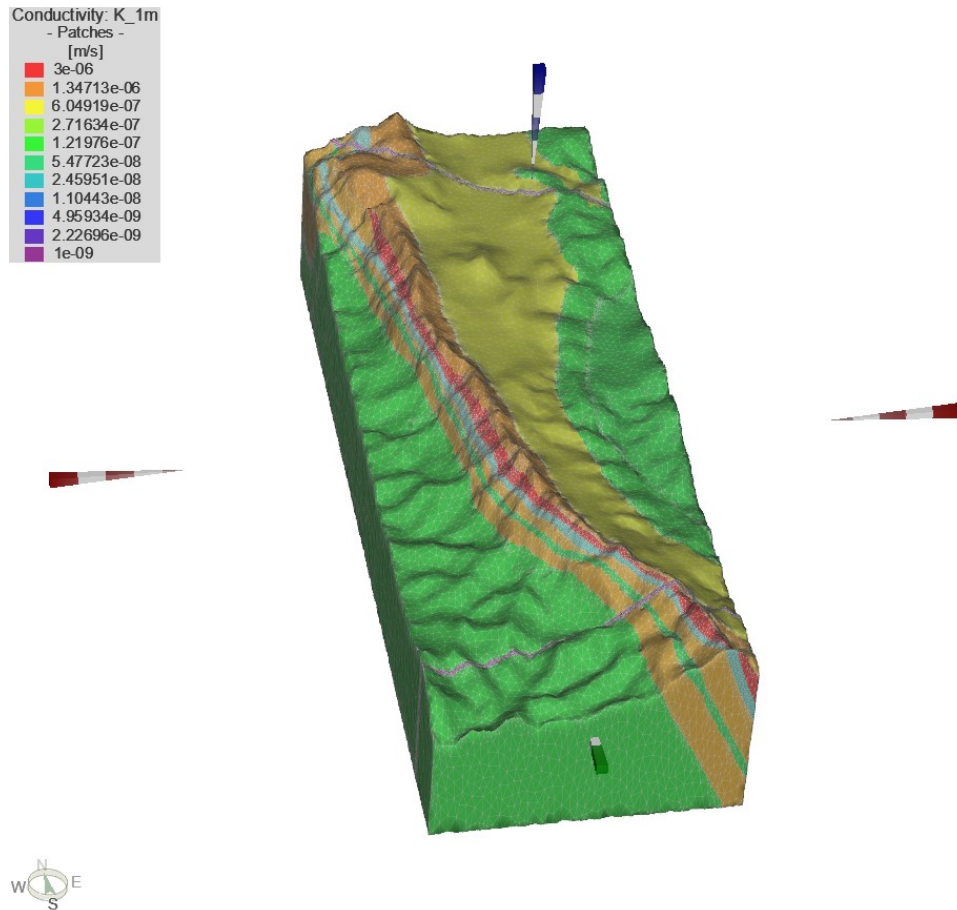 Conductivity: K_1m
- Patches -
[m/s]
3e-06
1.34713e-06
6.04919e-07
2.71634e-07
1.21976e-07
5.47723e-08
2.45951e-08
1.10443e-08
4.95934e-09
2.22696e-09
1e-09
N
W E
S